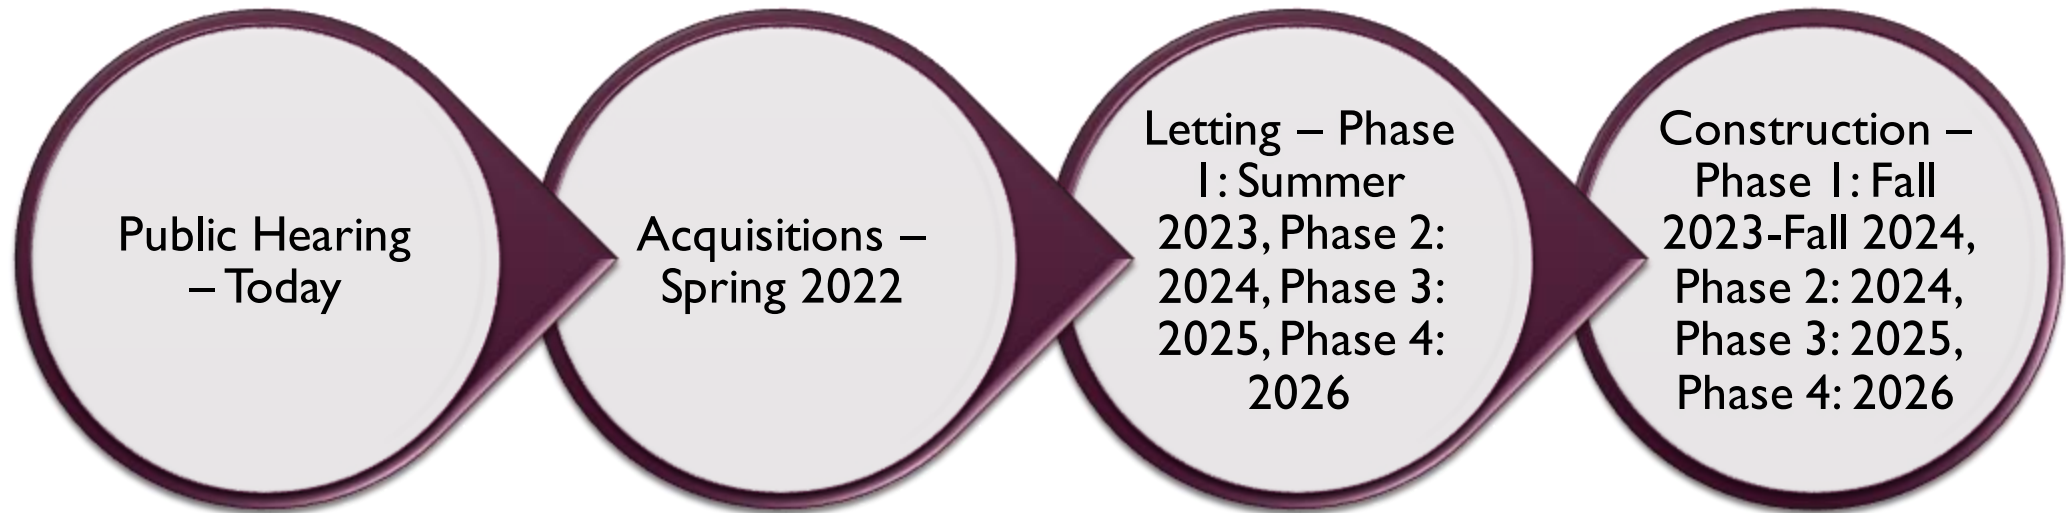 Public Hearing
– Today
Acquisitions –
Spring 2022
Letting – Phase
1: Summer
2023, Phase 2:
2024, Phase 3:
2025, Phase 4:
2026
Construction –
Phase 1: Fall
2023-Fall 2024,
Phase 2: 2024,
Phase 3: 2025,
Phase 4: 2026